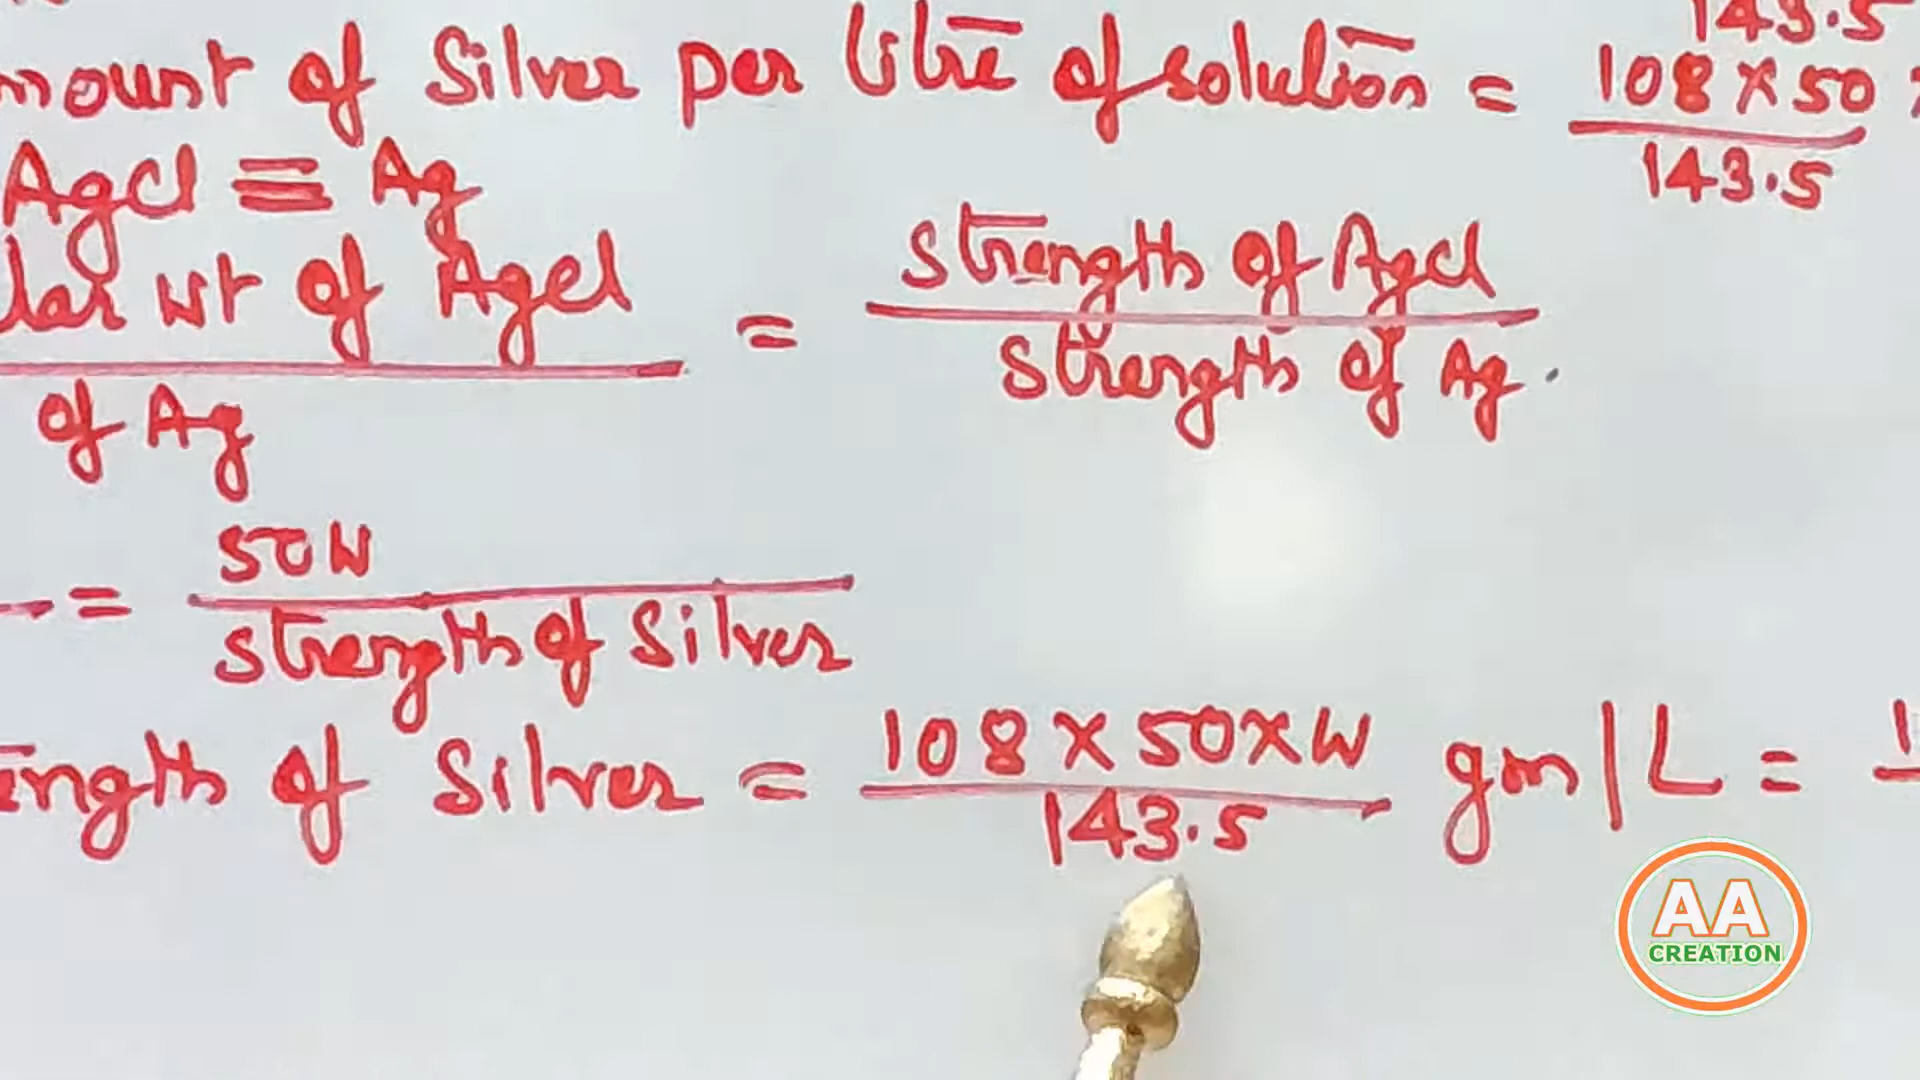 143.5
mount of Silver per Litre of solution = 108 × 50
143.5
AgCl ≡ Ag
lar wt of AgCl = Strength of AgCl
of Ag Strength of Ag.
= 50W
Strength of Silver
ength of Silver = 108 × 50 × W gm/L = 1
143.5
AA
CREATION